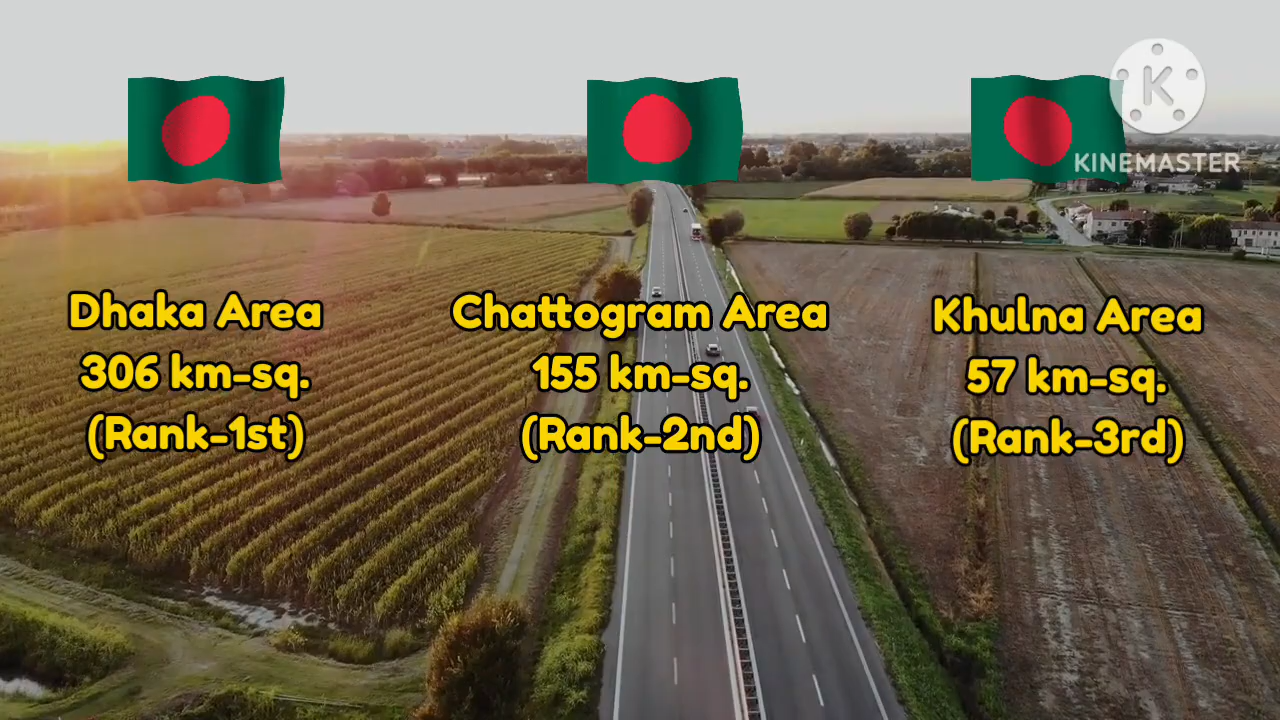 K
KINEMASTER
Dhaka Area
306 km-sq.
(Rank-1st)
Chattogram Area
155 km-sq.
(Rank-2nd)
Khulna Area
57 km-sq.
(Rank-3rd)